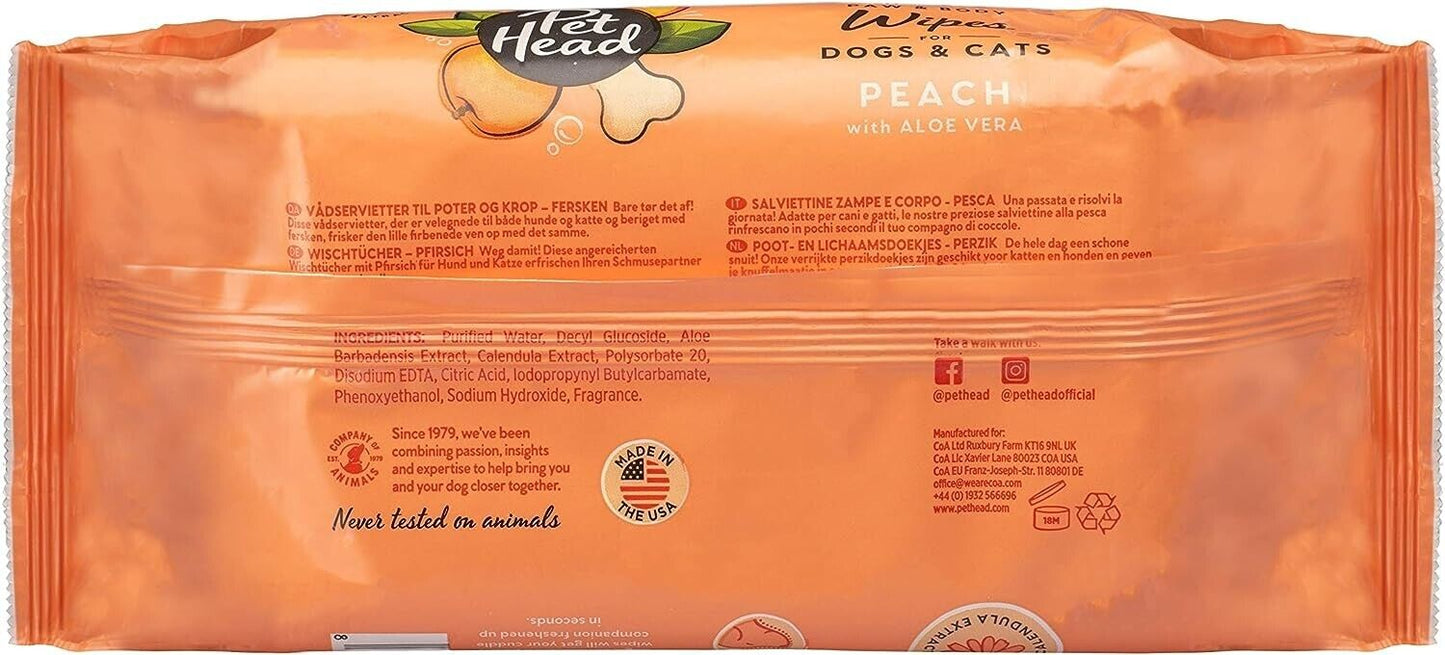 Pet
Head
PAW & BODY
Wipes
FOR
DOGS & CATS
PEACH
with ALOE VERA
DA VÅDSERVIETTER TIL POTER OG KROP – FERSKEN Bare tør det af!
Disse vådservietter, der er velegnede til både hunde og katte og beriget med
fersken, frisker den lille firbenede ven op med det samme.
DE WISCHTÜCHER – PFIRSICH Weg damit! Diese angereicherten
Wischtücher mit Pfirsich für Hund und Katze erfrischen Ihren Schmusepartner
IT SALVIETTINE ZAMPE E CORPO - PESCA Una passata e risolvi la
giornata! Adatte per cani e gatti, le nostre preziose salviettine alla pesca
rinfrescano in pochi secondi il tuo compagno di coccole.
NL POOT- EN LICHAAMSDOEKJES - PERZIK De hele dag een schone
snuit! Onze verrijkte perzikdoekjes zijn geschikt voor katten en honden en geven
je knuffelmaatje in
INGREDIENTS: Purified Water, Decyl Glucoside, Aloe
Barbadensis Extract, Calendula Extract, Polysorbate 20,
Disodium EDTA, Citric Acid, Iodopropynyl Butylcarbamate,
Phenoxyethanol, Sodium Hydroxide, Fragrance.
COMPANY OF
EST. 1979
ANIMALS
Since 1979, we've been
combining passion, insights
and expertise to help bring you
and your dog closer together.
Never tested on animals
MADE IN
THE USA
Take a walk with us.
@pethead @petheadofficial
Manufactured for:
CoA Ltd Ruxbury Farm KT16 9NL UK
CoA Llc Xavier Lane 80023 COA USA
CoA EU Franz-Joseph-Str. 11 80801 DE
office@wearecoa.com
+44 (0) 1932 566696
www.pethead.com
18M
wipes will get your cuddle
companion freshened up
in seconds.
CALENDULA EXTRAC
8